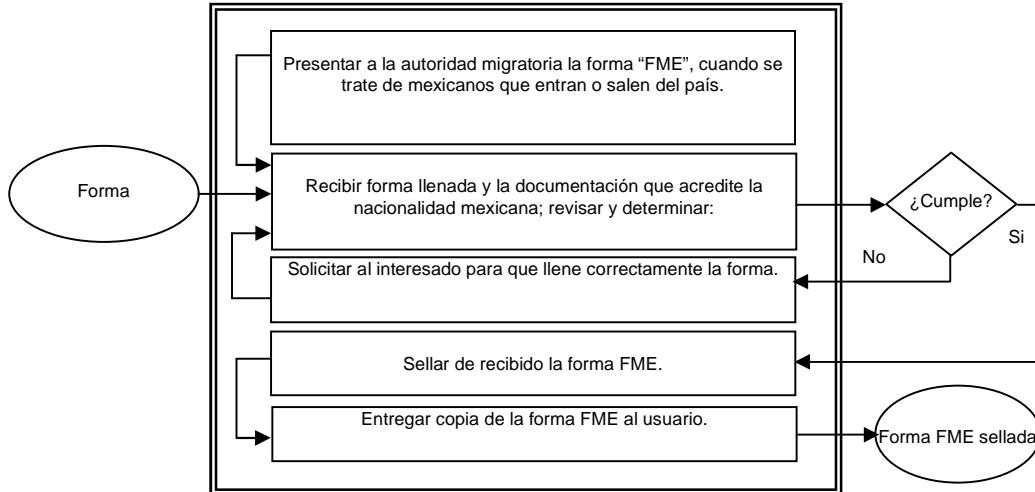 Presentar a la autoridad migratoria la forma “FME”, cuando se
trate de mexicanos que entran o salen del país.
Forma
Recibir forma llenada y la documentación que acredite la
nacionalidad mexicana; revisar y determinar:
¿Cumple?
Si
No
Solicitar al interesado para que llene correctamente la forma.
Sellar de recibido la forma FME.
Entregar copia de la forma FME al usuario.
Forma FME sellada